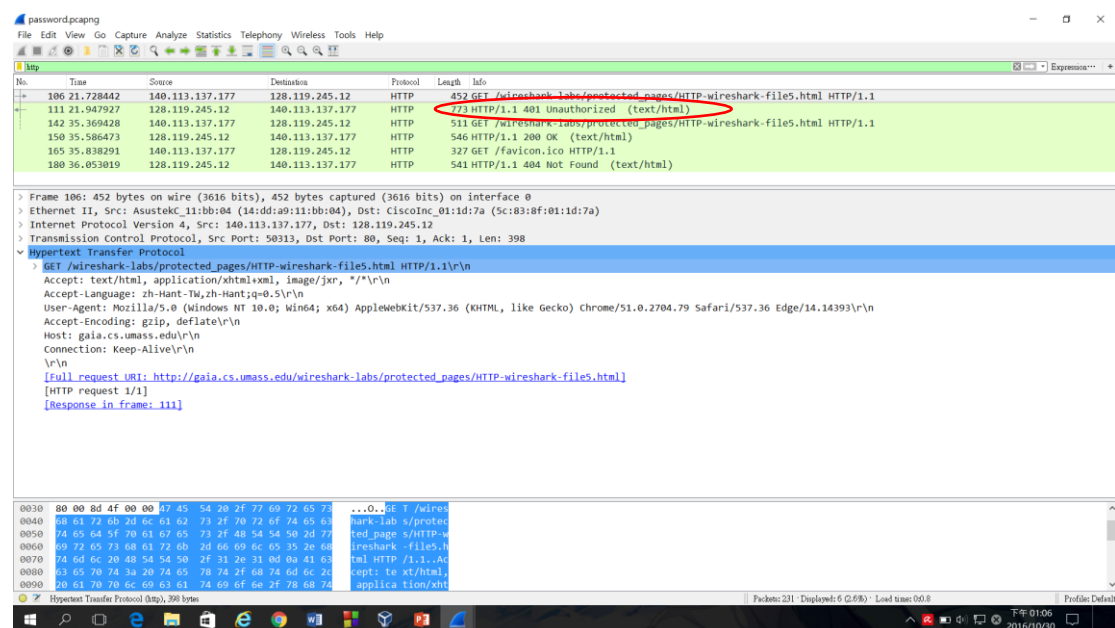 password.pcapng
File Edit View Go Capture Analyze Statistics Telephony Wireless Tools Help
http Expression… +
No. Time Source Destination Protocol Length Info
106 21.728442 140.113.137.177 128.119.245.12 HTTP 452 GET /wireshark-labs/protected_pages/HTTP-wireshark-file5.html HTTP/1.1
111 21.947927 128.119.245.12 140.113.137.177 HTTP 773 HTTP/1.1 401 Unauthorized (text/html)
142 35.369428 140.113.137.177 128.119.245.12 HTTP 511 GET /wireshark-labs/protected_pages/HTTP-wireshark-file5.html HTTP/1.1
150 35.586473 128.119.245.12 140.113.137.177 HTTP 546 HTTP/1.1 200 OK (text/html)
165 35.838291 140.113.137.177 128.119.245.12 HTTP 327 GET /favicon.ico HTTP/1.1
180 36.053019 128.119.245.12 140.113.137.177 HTTP 541 HTTP/1.1 404 Not Found (text/html)
> Frame 106: 452 bytes on wire (3616 bits), 452 bytes captured (3616 bits) on interface 0
> Ethernet II, Src: AsustekC_11:bb:04 (14:dd:a9:11:bb:04), Dst: CiscoInc_01:1d:7a (5c:83:8f:01:1d:7a)
> Internet Protocol Version 4, Src: 140.113.137.177, Dst: 128.119.245.12
> Transmission Control Protocol, Src Port: 50313, Dst Port: 80, Seq: 1, Ack: 1, Len: 398
Hypertext Transfer Protocol
> GET /wireshark-labs/protected_pages/HTTP-wireshark-file5.html HTTP/1.1\r\n
Accept: text/html, application/xhtml+xml, image/jxr, */*\r\n
Accept-Language: zh-Hant-TW,zh-Hant;q=0.5\r\n
User-Agent: Mozilla/5.0 (Windows NT 10.0; Win64; x64) AppleWebKit/537.36 (KHTML, like Gecko) Chrome/51.0.2704.79 Safari/537.36 Edge/14.14393\r\n
Accept-Encoding: gzip, deflate\r\n
Host: gaia.cs.umass.edu\r\n
Connection: Keep-Alive\r\n
\r\n
[Full request URI: http://gaia.cs.umass.edu/wireshark-labs/protected_pages/HTTP-wireshark-file5.html]
[HTTP request 1/1]
[Response in frame: 111]
0030 80 00 8d 4f 00 00 47 45 54 20 2f 77 69 72 65 73 ...O..GE T /wires
0040 68 61 72 6b 2d 6c 61 62 73 2f 70 72 6f 74 65 63 hark-lab s/protec
0050 74 65 64 5f 70 61 67 65 73 2f 48 54 54 50 2d 77 ted_page s/HTTP-w
0060 69 72 65 73 68 61 72 6b 2d 66 69 6c 65 35 2e 68 ireshark -file5.h
0070 74 6d 6c 20 48 54 54 50 2f 31 2e 31 0d 0a 41 63 tml HTTP /1.1..Ac
0080 63 65 70 74 3a 20 74 65 78 74 2f 68 74 6d 6c 2c cept: te xt/html,
0090 20 61 70 70 6c 69 63 61 74 69 6f 6e 2f 78 68 74 applica tion/xht
Hypertext Transfer Protocol (http), 398 bytes Packets: 231 · Displayed: 6 (2.6%) · Load time: 0:0.8 Profile: Default
下午 01:06
2016/10/30